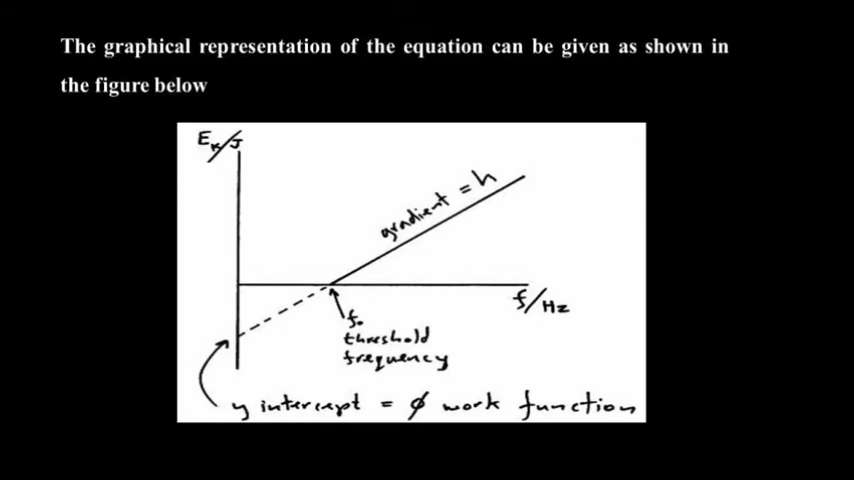 The graphical representation of the equation can be given as shown in
the figure below
EK/J
gradient = h
f/Hz
f₀
threshold
frequency
y intercept = φ work function